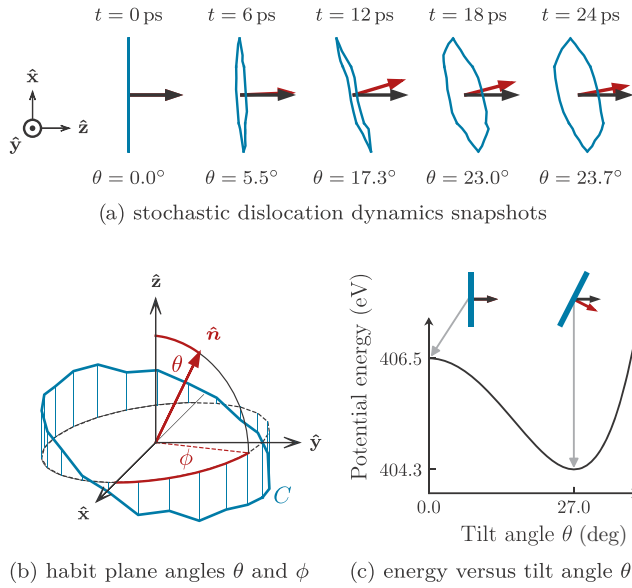 t = 0 ps t = 6 ps t = 12 ps t = 18 ps t = 24 ps
x̂
ŷ ẑ
θ = 0.0° θ = 5.5° θ = 17.3° θ = 23.0° θ = 23.7°
(a) stochastic dislocation dynamics snapshots
ẑ
n̂
θ
ŷ
ϕ
x̂
C
(b) habit plane angles θ and ϕ
Potential energy (eV)
406.5
404.3
0.0 27.0
Tilt angle θ (deg)
(c) energy versus tilt angle θ